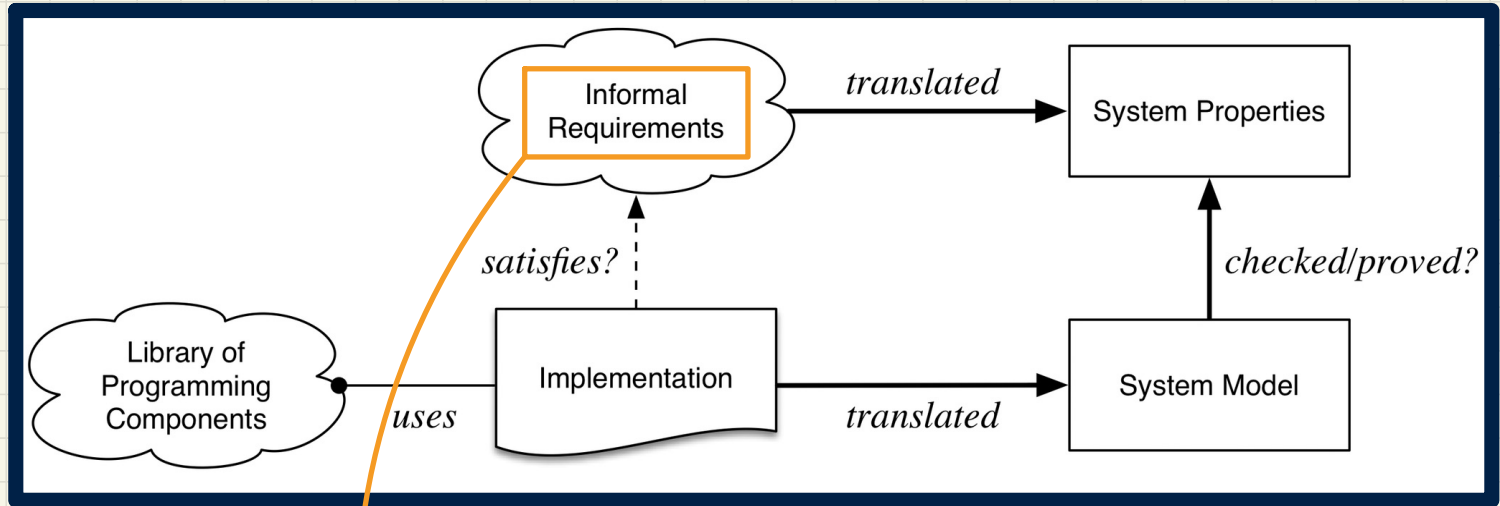 Informal
Requirements
translated
System Properties
satisfies?
checked/proved?
Library of
Programming
Components
uses
Implementation
translated
System Model